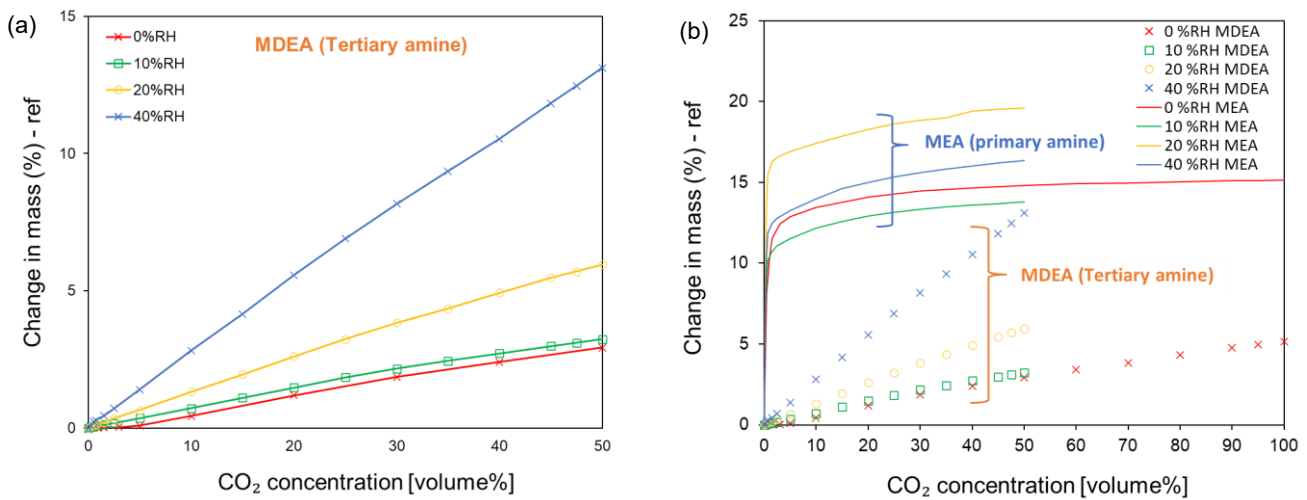 (a)
MDEA (Tertiary amine)
0%RH
10%RH
20%RH
40%RH
15
10
5
0
0
10
20
30
40
50
Change in mass (%) - ref
CO₂ concentration [volume%]
(b)
0 %RH MDEA
10 %RH MDEA
20 %RH MDEA
40 %RH MDEA
0 %RH MEA
10 %RH MEA
20 %RH MEA
40 %RH MEA
MEA (primary amine)
MDEA (Tertiary amine)
25
20
15
10
5
0
0
10
20
30
40
50
60
70
80
90
100
Change in mass (%) - ref
CO₂ concentration [volume%]